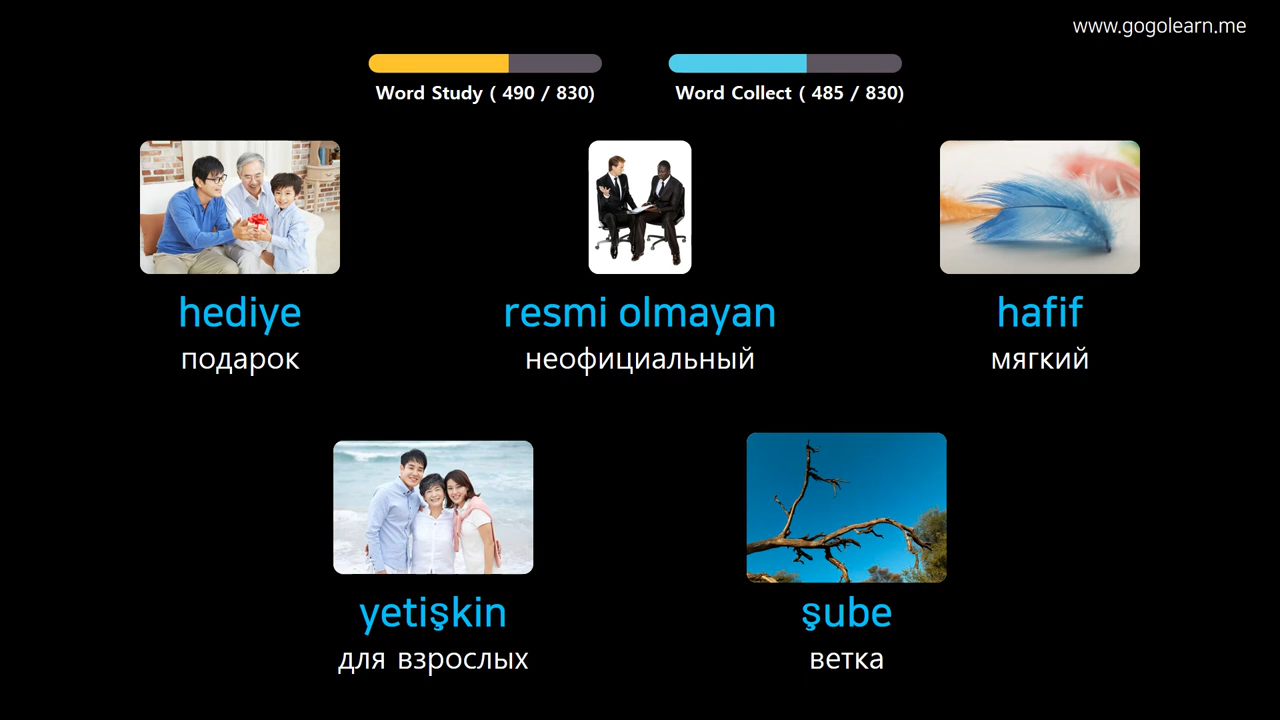 www.gogolearn.me
Word Study ( 490 / 830)
Word Collect ( 485 / 830)
hediye
подарок
resmi olmayan
неофициальный
hafif
мягкий
yetişkin
для взрослых
şube
ветка